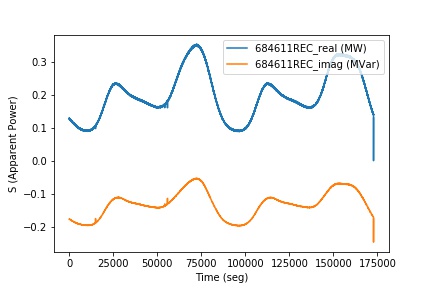 684611REC_real (MW)
684611REC_imag (MVar)
0.3
0.2
0.1
0.0
−0.1
−0.2
S (Apparent Power)
0 25000 50000 75000 100000 125000 150000 175000
Time (seg)